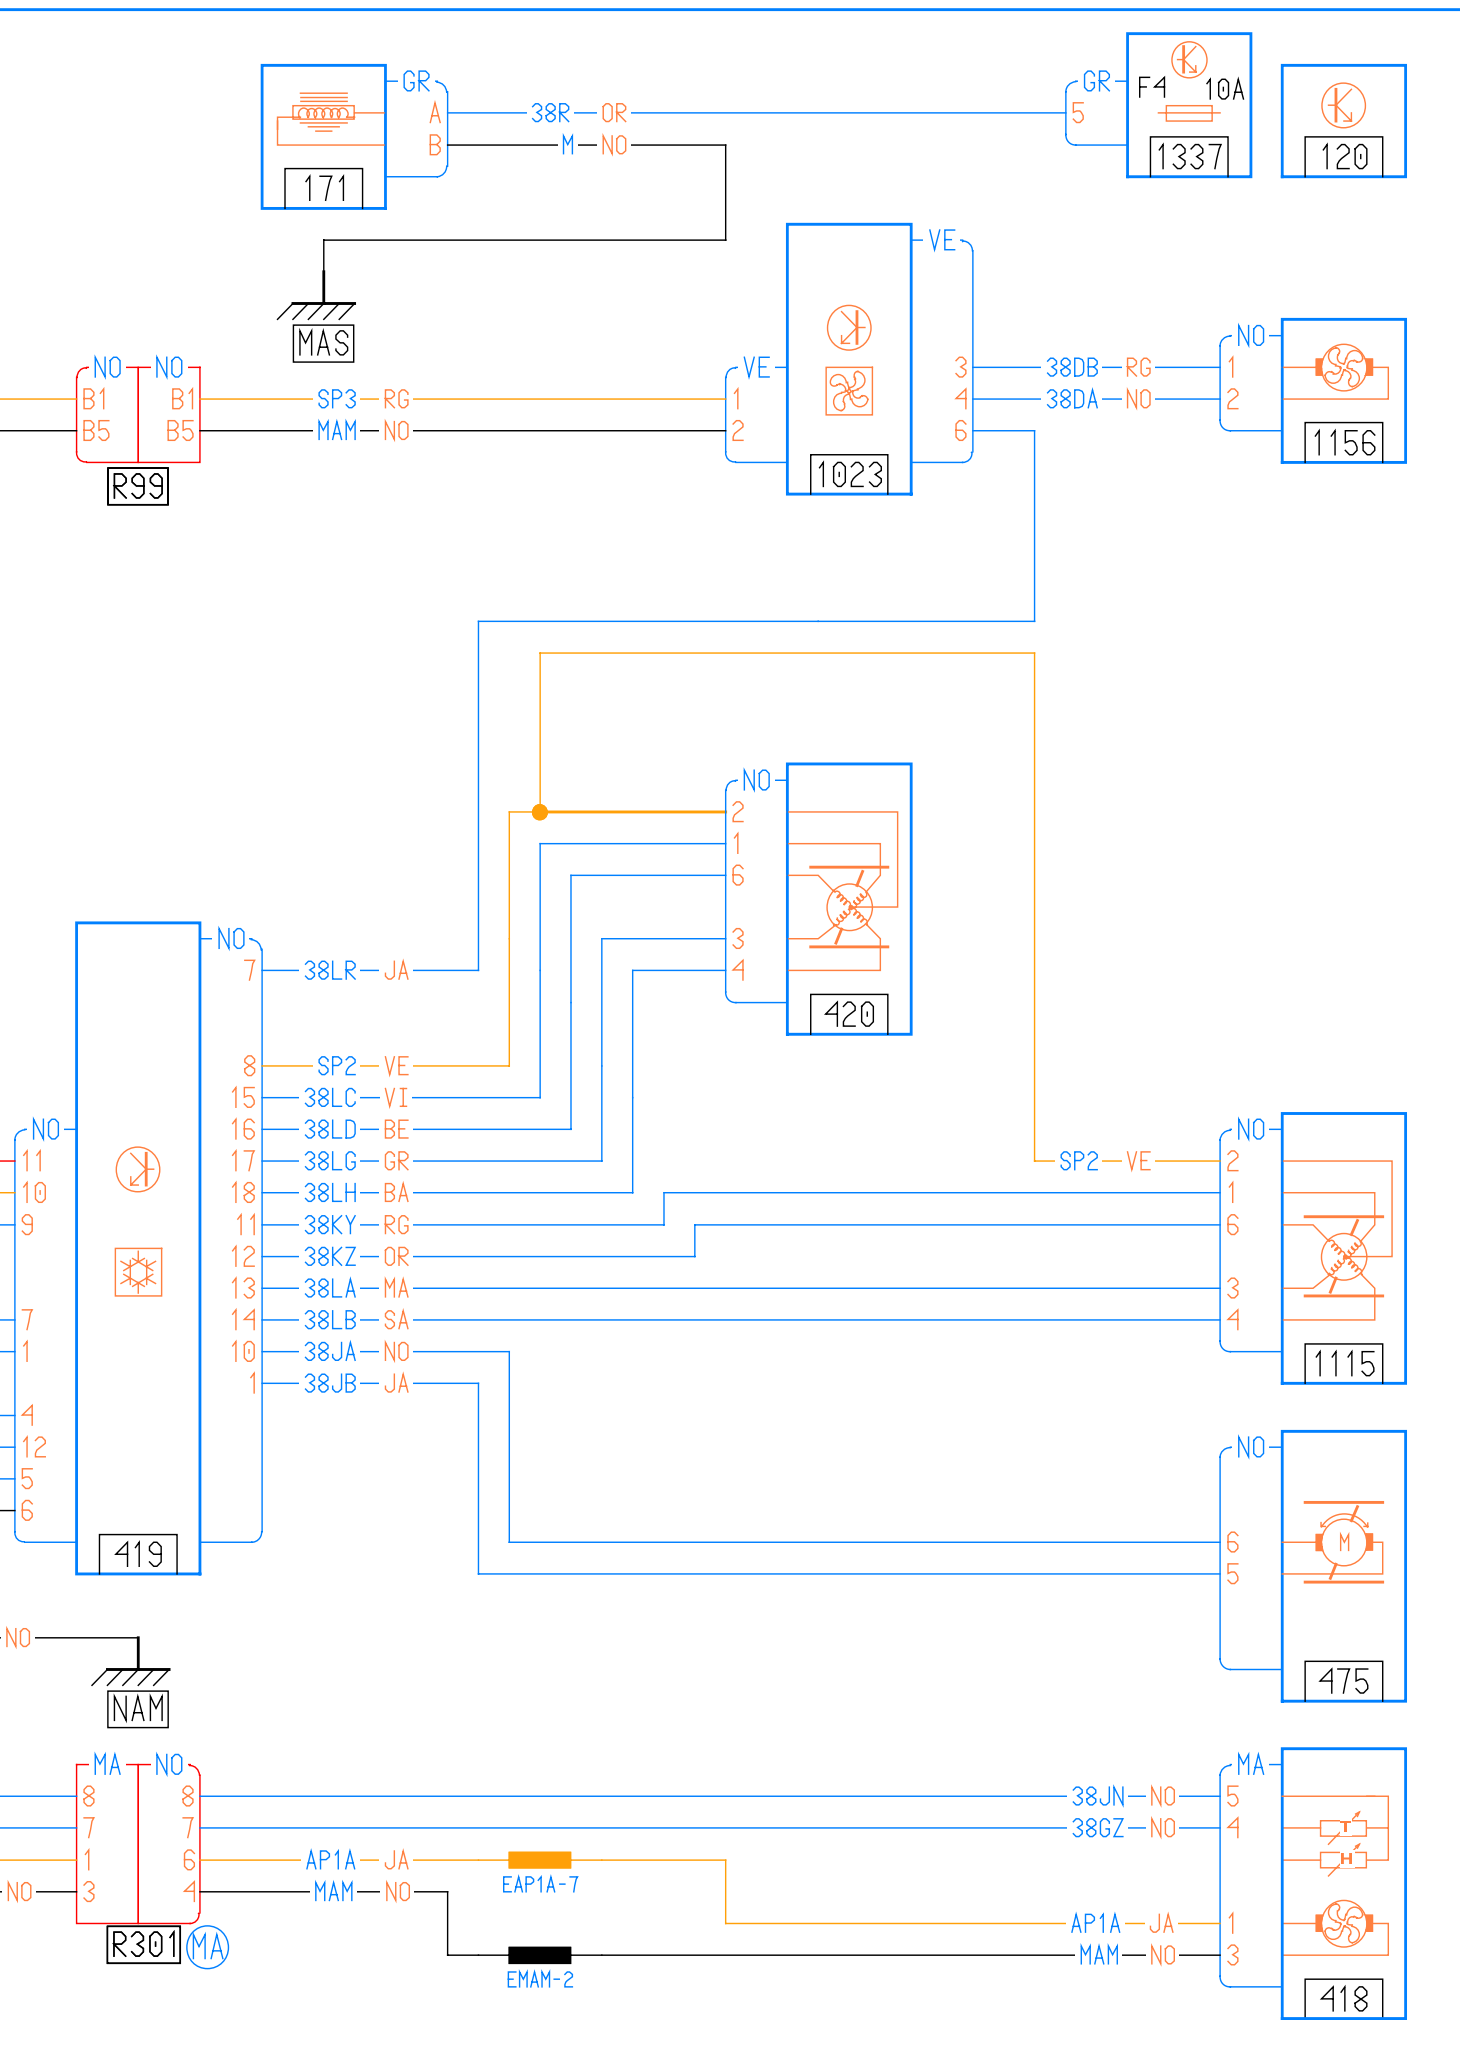 GR GR F4 10A
A 38R OR 5
B M NO 1337 120
171
VE
MAS NO
NO NO VE 3 38DB RG 1
B1 B1 SP3 RG 1 4 38DA NO 2
B5 B5 MAM NO 2 6 1156
R99 1023
NO
2
1
6
NO 3
7 38LR JA 4
420
8 SP2 VE
15 38LC VI
NO 16 38LD BE NO
11 17 38LG GR SP2 VE 2
10 18 38LH BA 1
9 11 38KY RG 6
12 38KZ OR
13 38LA MA 3
7 14 38LB SA 4
1 10 38JA NO 1115
1 38JB JA
4
12 NO
5
6
419 6 M
5
NO
475
NAM
MA NO MA
8 8 38JN NO 5
7 7 38GZ NO 4 T
1 6 AP1A JA H
EAP1A-7
NO 3 4 MAM NO
AP1A JA 1
R301 MA MAM NO 3
EMAM-2
418